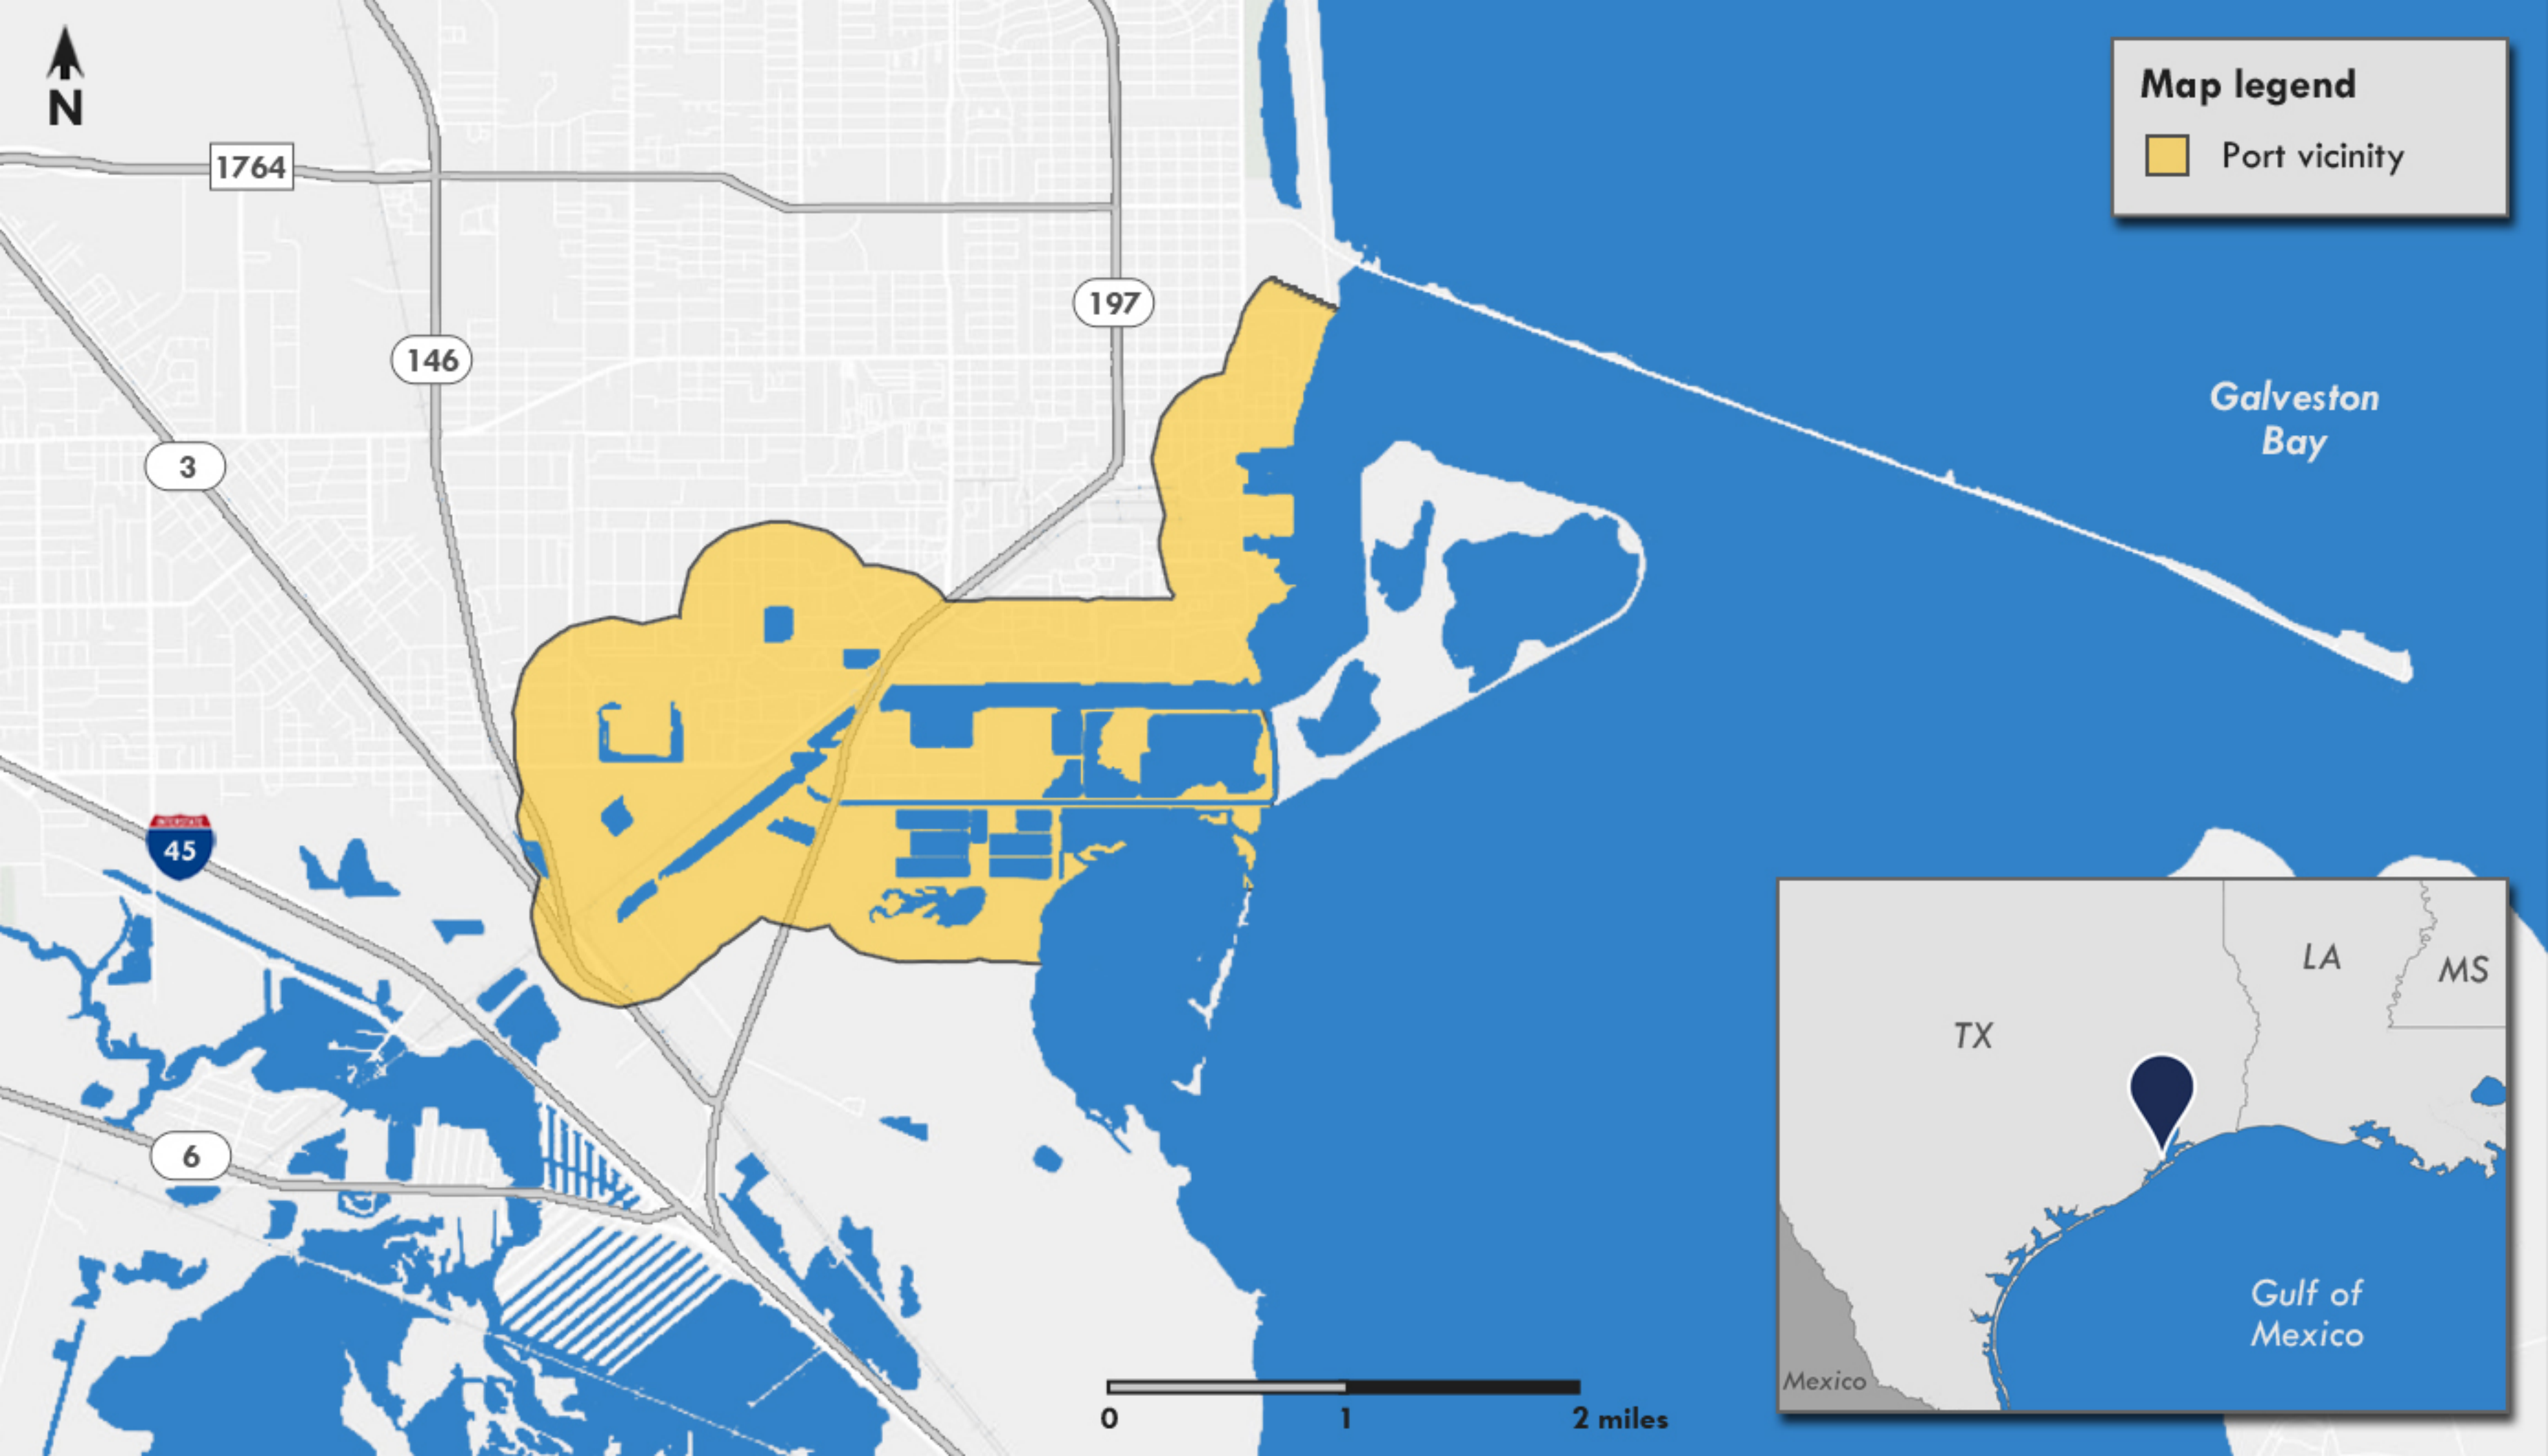 N
1764
Map legend
Port vicinity
197
146
Galveston
Bay
3
INTERSTATE
45
LA
MS
TX
6
Gulf of
Mexico
Mexico
0 1 2 miles